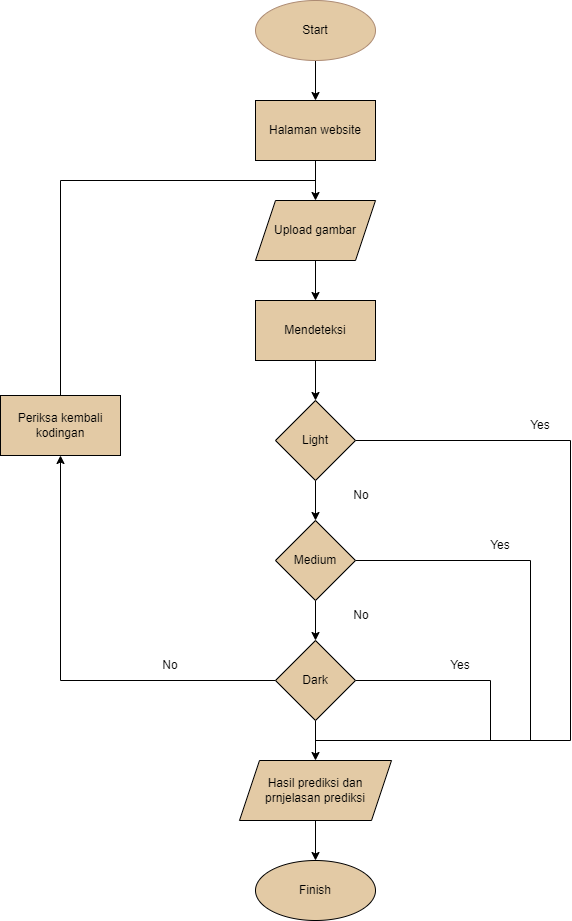 Start
Halaman website
Upload gambar
Mendeteksi
Periksa kembali
kodingan
Light
Yes
No
Medium
Yes
No
Dark
No
Yes
Hasil prediksi dan
prnjelasan prediksi
Finish